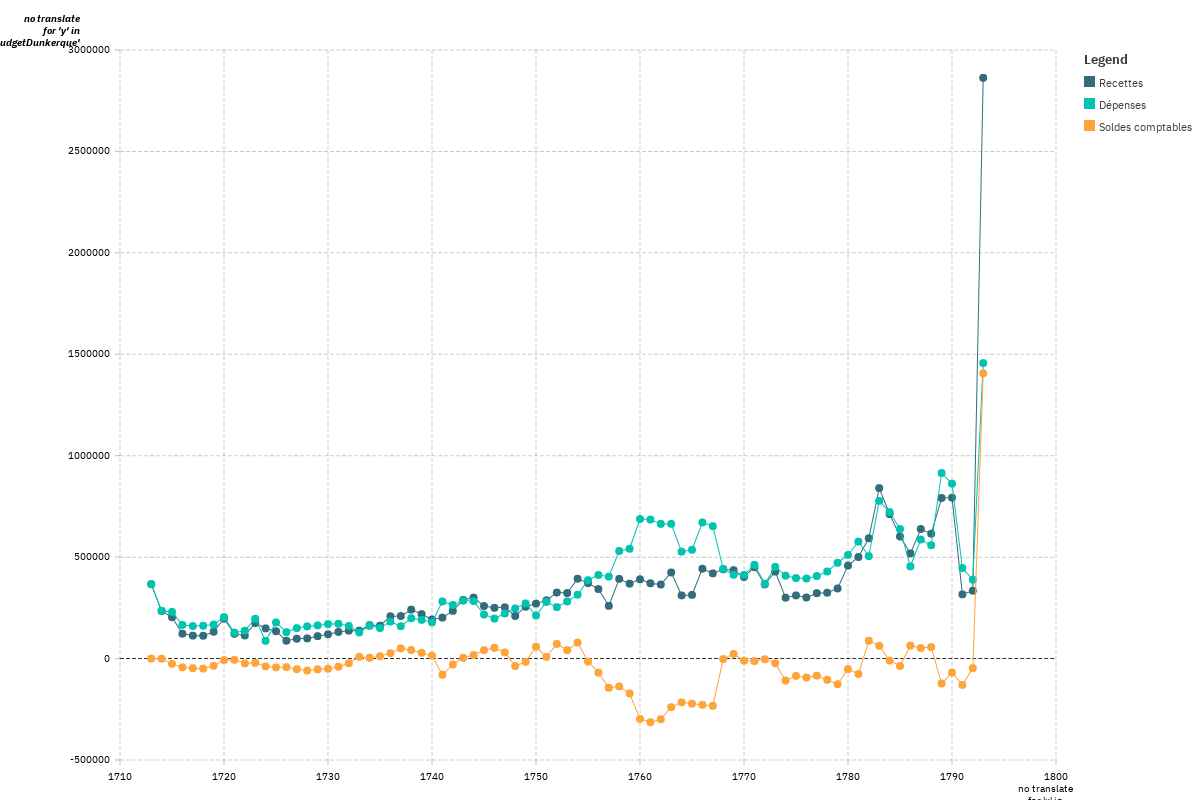 no translate
for 'y' in
udgetDunkerque'
3000000
2500000
2000000
1500000
1000000
500000
0
-500000
1710 1720 1730 1740 1750 1760 1770 1780 1790 1800
no translate
Legend
Recettes
Dépenses
Soldes comptables